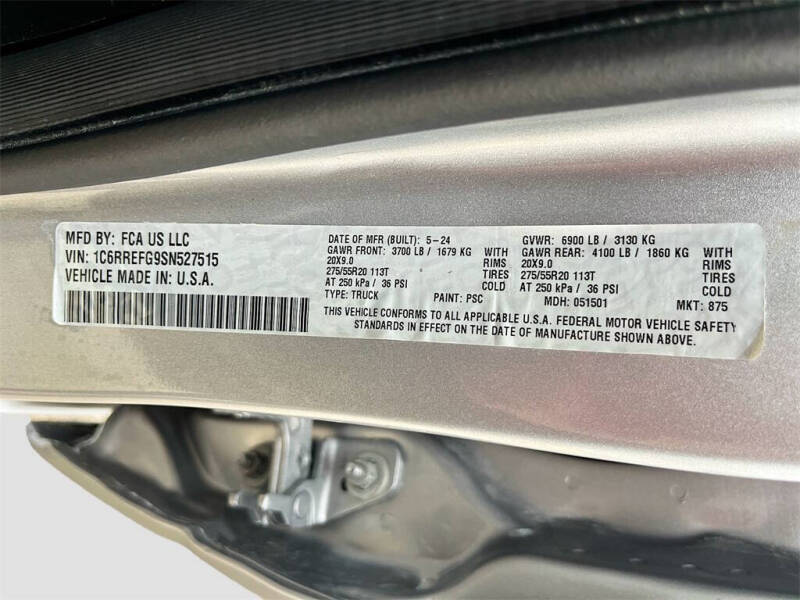 MFD BY: FCA US LLC
VIN: 1C6RREFG9SN527515
VEHICLE MADE IN: U.S.A.
DATE OF MFR (BUILT): 5-24
GAWR FRONT: 3700 LB / 1679 KG WITH
20X9.0 RIMS
275/55R20 113T TIRES
AT 250 kPa / 36 PSI COLD
TYPE: TRUCK PAINT: PSC
GVWR: 6900 LB / 3130 KG
GAWR REAR: 4100 LB / 1860 KG WITH
20X9.0 RIMS
275/55R20 113T TIRES
AT 250 kPa / 36 PSI COLD
MDH: 051501 MKT: 875
THIS VEHICLE CONFORMS TO ALL APPLICABLE U.S.A. FEDERAL MOTOR VEHICLE SAFETY
STANDARDS IN EFFECT ON THE DATE OF MANUFACTURE SHOWN ABOVE.